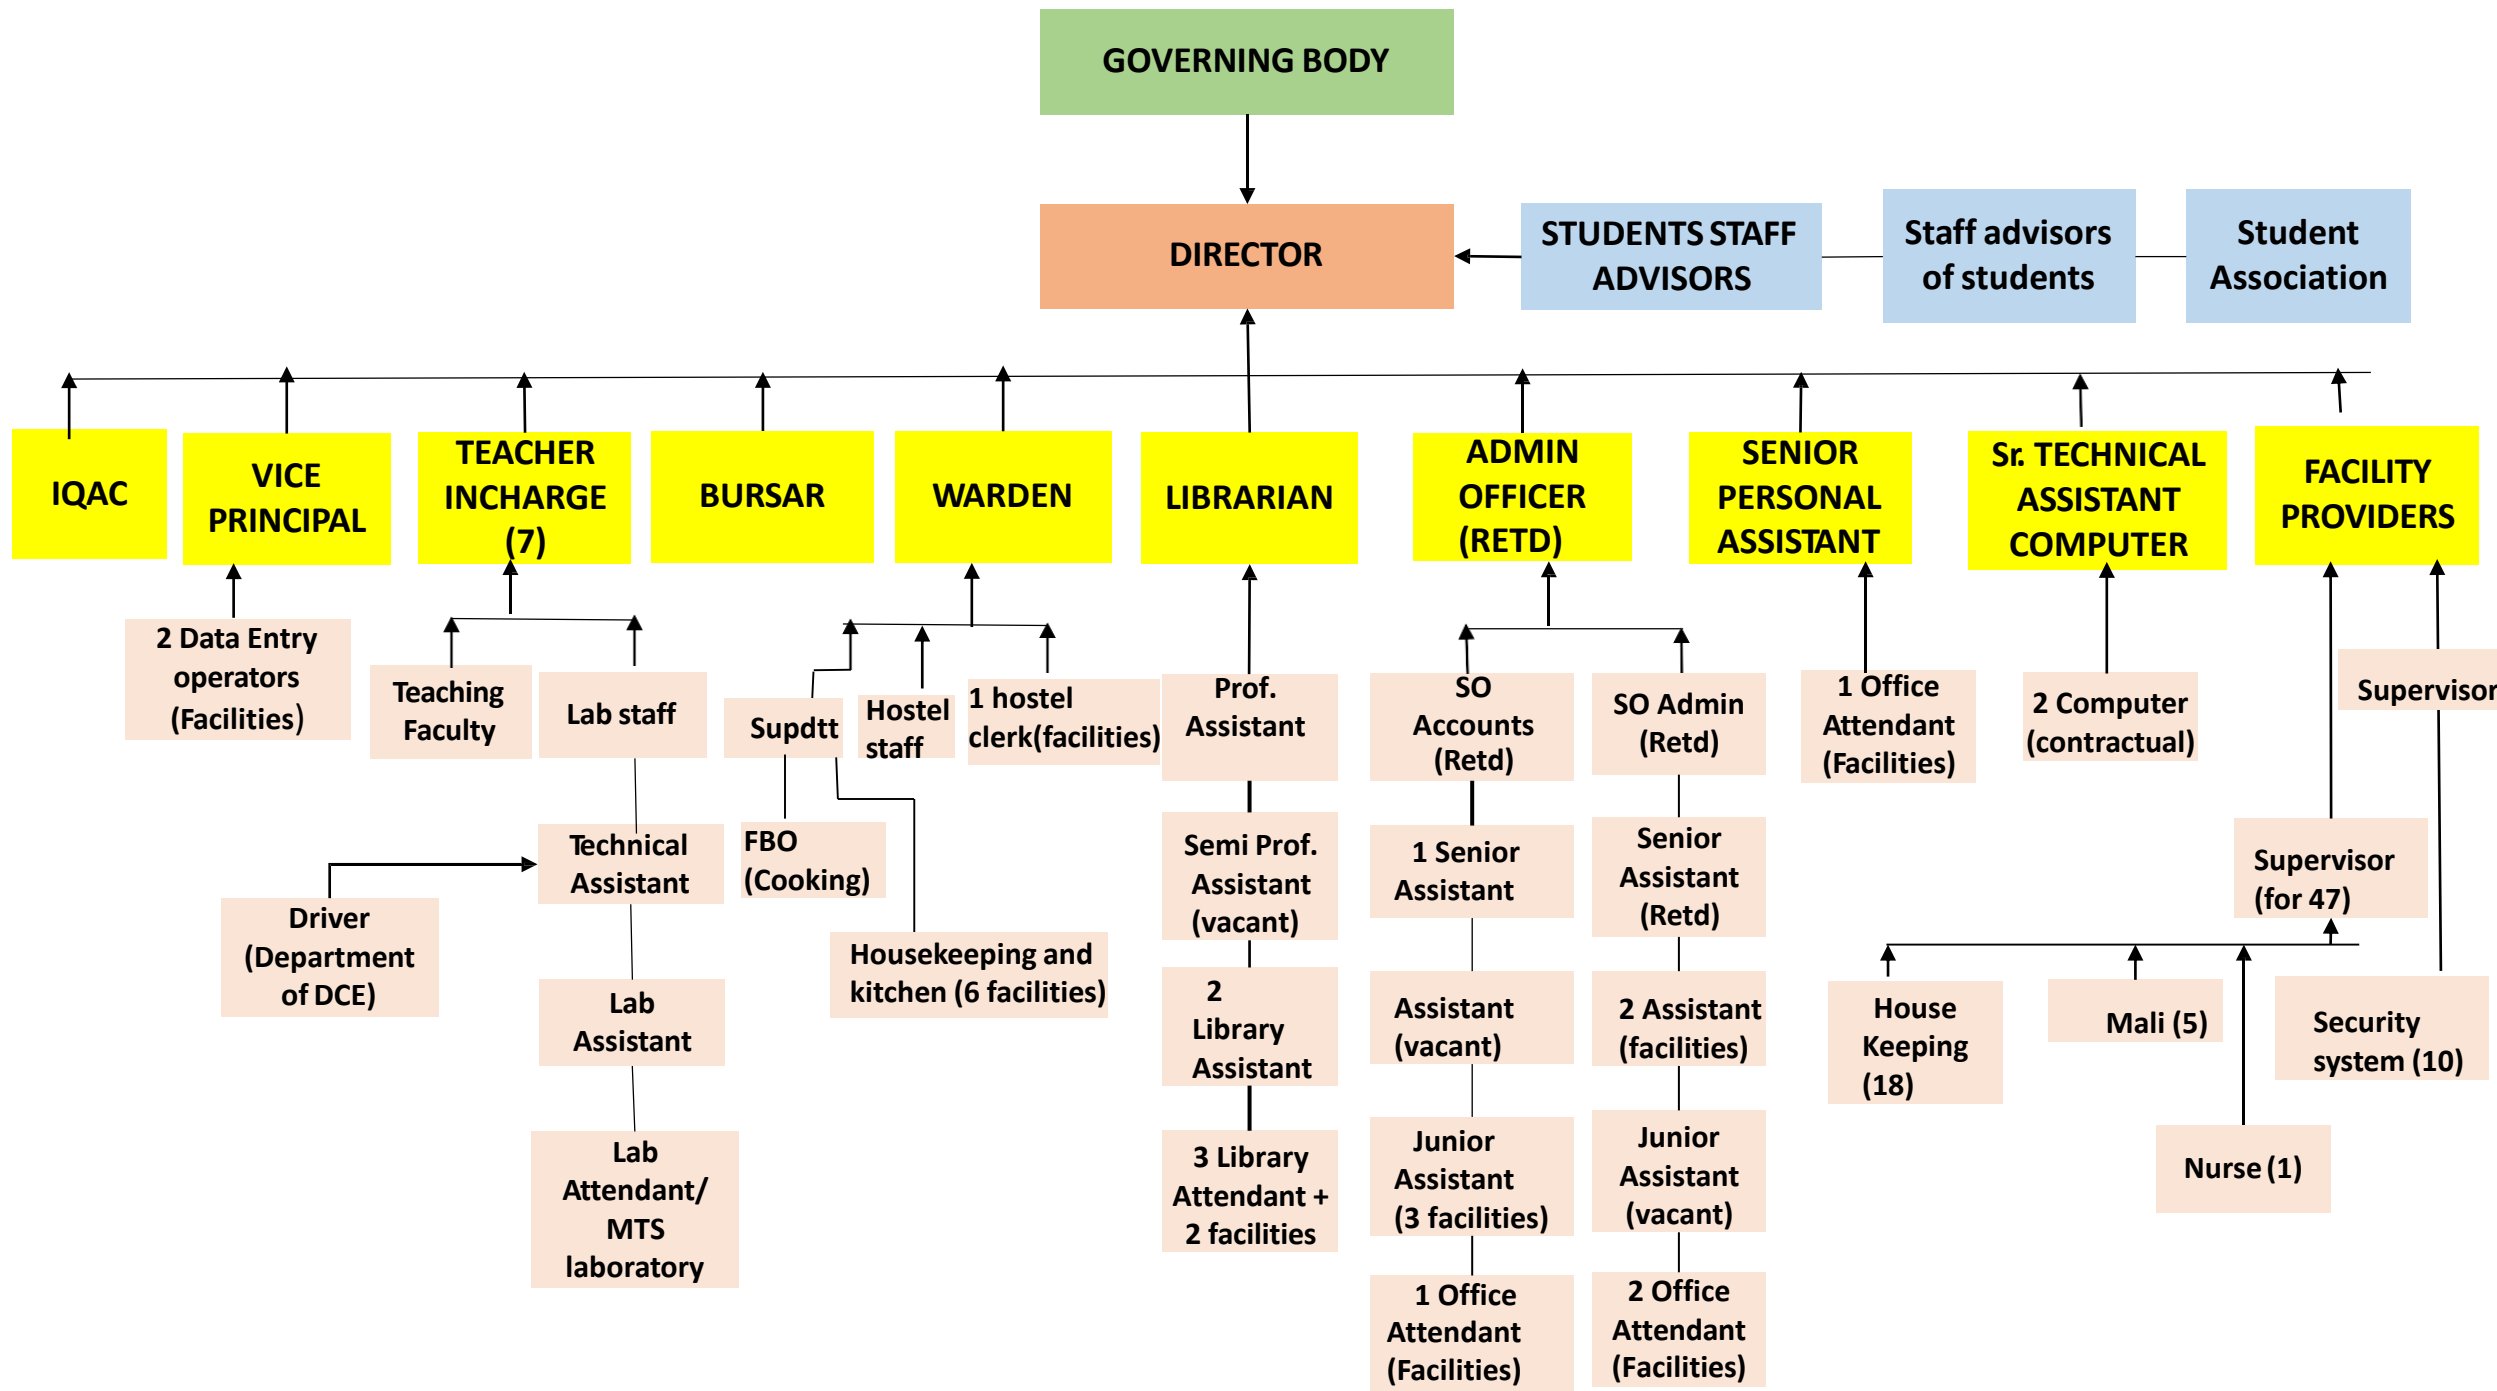 GOVERNING BODY
DIRECTOR
STUDENTS STAFF
ADVISORS
Staff advisors
of students
Student
Association
IQAC
VICE
PRINCIPAL
TEACHER
INCHARGE
(7)
BURSAR
WARDEN
LIBRARIAN
ADMIN
OFFICER
(RETD)
SENIOR
PERSONAL
ASSISTANT
Sr. TECHNICAL
ASSISTANT
COMPUTER
FACILITY
PROVIDERS
2 Data Entry
operators
(Facilities)
Teaching
Faculty
Lab staff
Supdtt
Hostel
staff
1 hostel
clerk(facilities)
Prof.
Assistant
SO
Accounts
(Retd)
SO Admin
(Retd)
1 Office
Attendant
(Facilities)
2 Computer
(contractual)
Supervisor
Technical
Assistant
FBO
(Cooking)
Semi Prof.
Assistant
(vacant)
1 Senior
Assistant
Senior
Assistant
(Retd)
Supervisor
(for 47)
Driver
(Department
of DCE)
Housekeeping and
kitchen (6 facilities)
Lab
Assistant
2
Library
Assistant
Assistant
(vacant)
2 Assistant
(facilities)
House
Keeping
(18)
Mali (5)
Security
system (10)
Lab
Attendant/
MTS
laboratory
3 Library
Attendant +
2 facilities
Junior
Assistant
(3 facilities)
Junior
Assistant
(vacant)
Nurse (1)
1 Office
Attendant
(Facilities)
2 Office
Attendant
(Facilities)